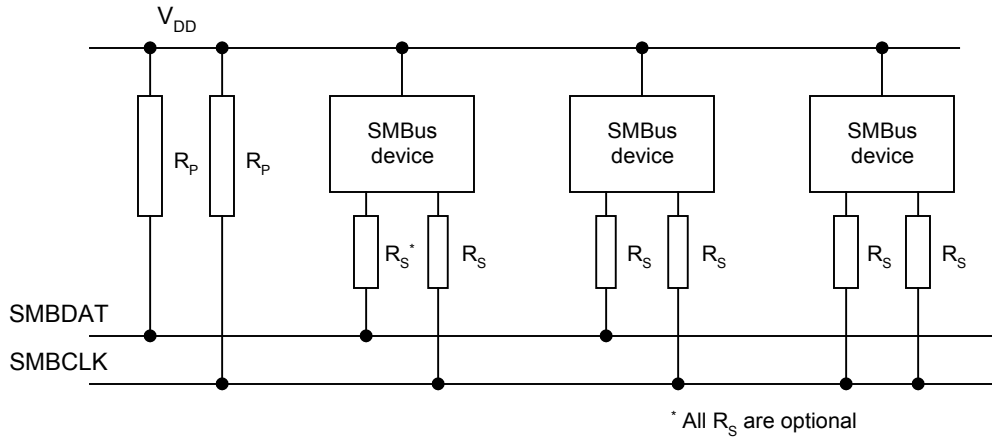 V_DD
SMBus
device
SMBus
device
SMBus
device
R_P
R_P
R_S*
R_S
R_S
R_S
R_S
R_S
SMBDAT
SMBCLK
* All R_S are optional